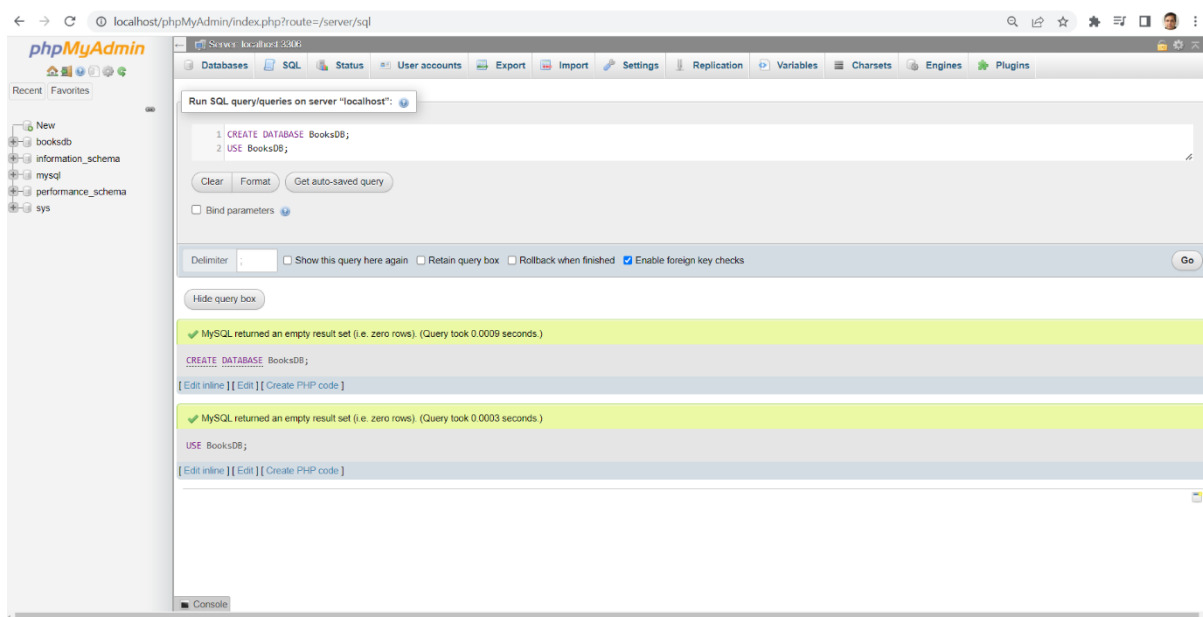 localhost/phpMyAdmin/index.php?route=/server/sql
phpMyAdmin
Recent Favorites
New
booksdb
information_schema
mysql
performance_schema
sys
Server: localhost:3306
Databases SQL Status User accounts Export Import Settings Replication Variables Charsets Engines Plugins
Run SQL query/queries on server “localhost”:
1 CREATE DATABASE BooksDB;
2 USE BooksDB;
Clear Format Get auto-saved query
Bind parameters
Delimiter ; Show this query here again Retain query box Rollback when finished Enable foreign key checks Go
Hide query box
MySQL returned an empty result set (i.e. zero rows). (Query took 0.0009 seconds.)
CREATE DATABASE BooksDB;
[ Edit inline ] [ Edit ] [ Create PHP code ]
MySQL returned an empty result set (i.e. zero rows). (Query took 0.0003 seconds.)
USE BooksDB;
[ Edit inline ] [ Edit ] [ Create PHP code ]
Console